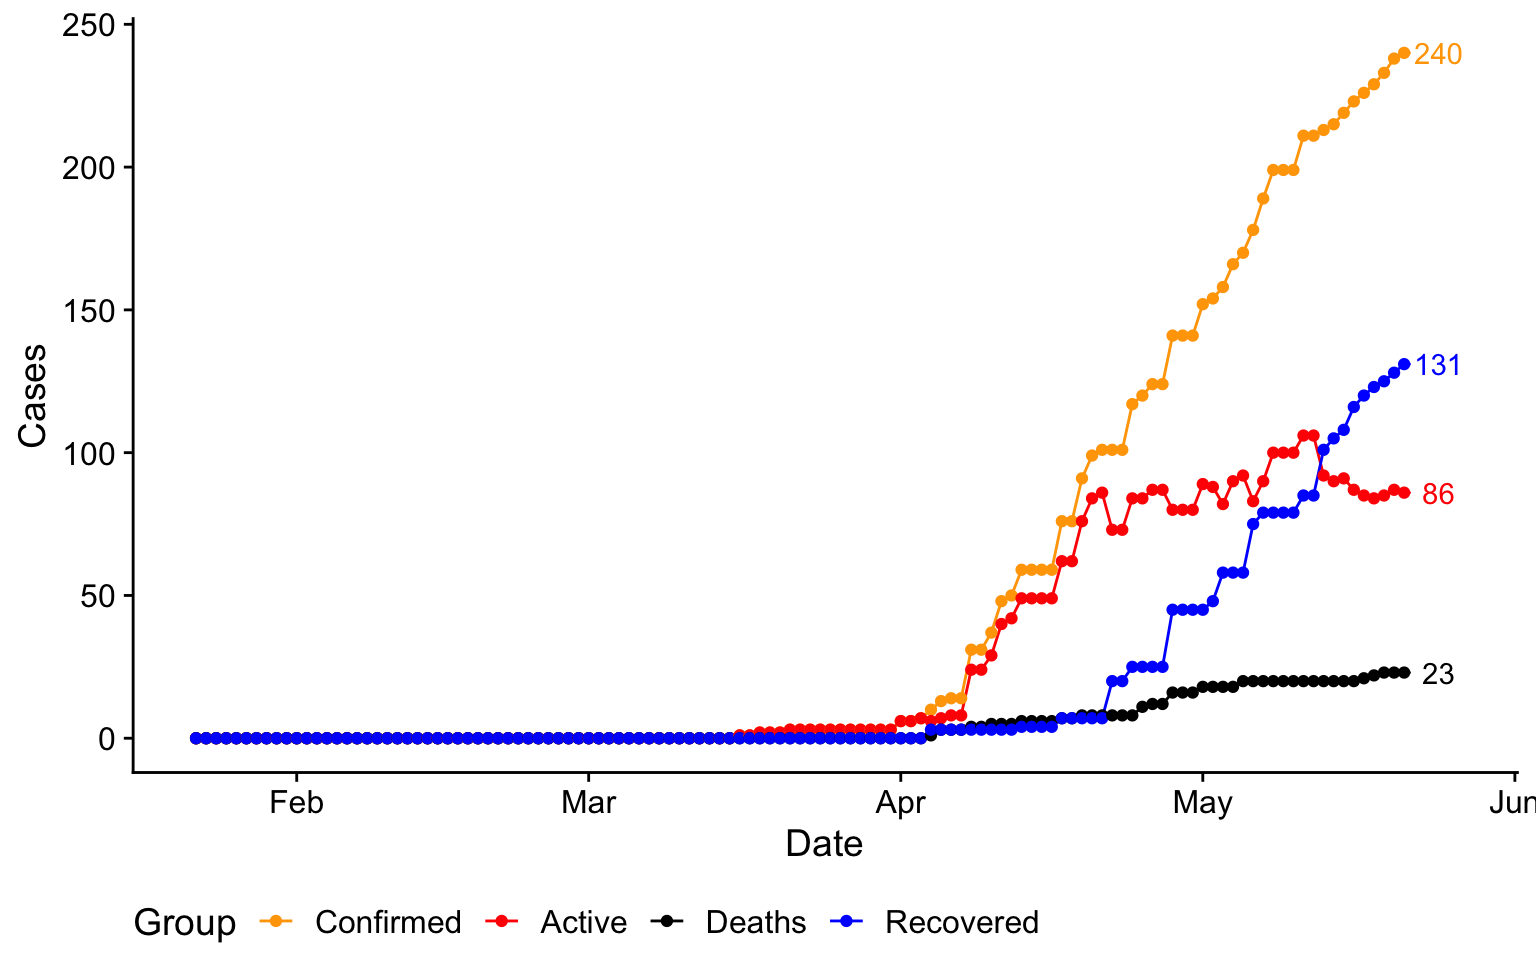 250
200
150
100
50
0
Cases
240
131
86
23
Feb Mar Apr May Jun
Date
Group Confirmed Active Deaths Recovered